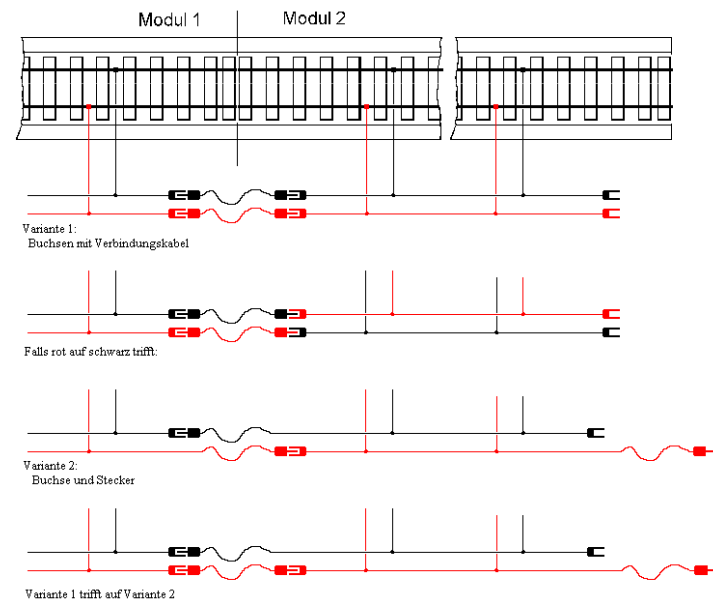 Modul 1
Modul 2
Variante 1:
Buchsen mit Verbindungskabel
Falls rot auf schwarz trifft:
Variante 2:
Buchse und Stecker
Variante 1 trifft auf Variante 2